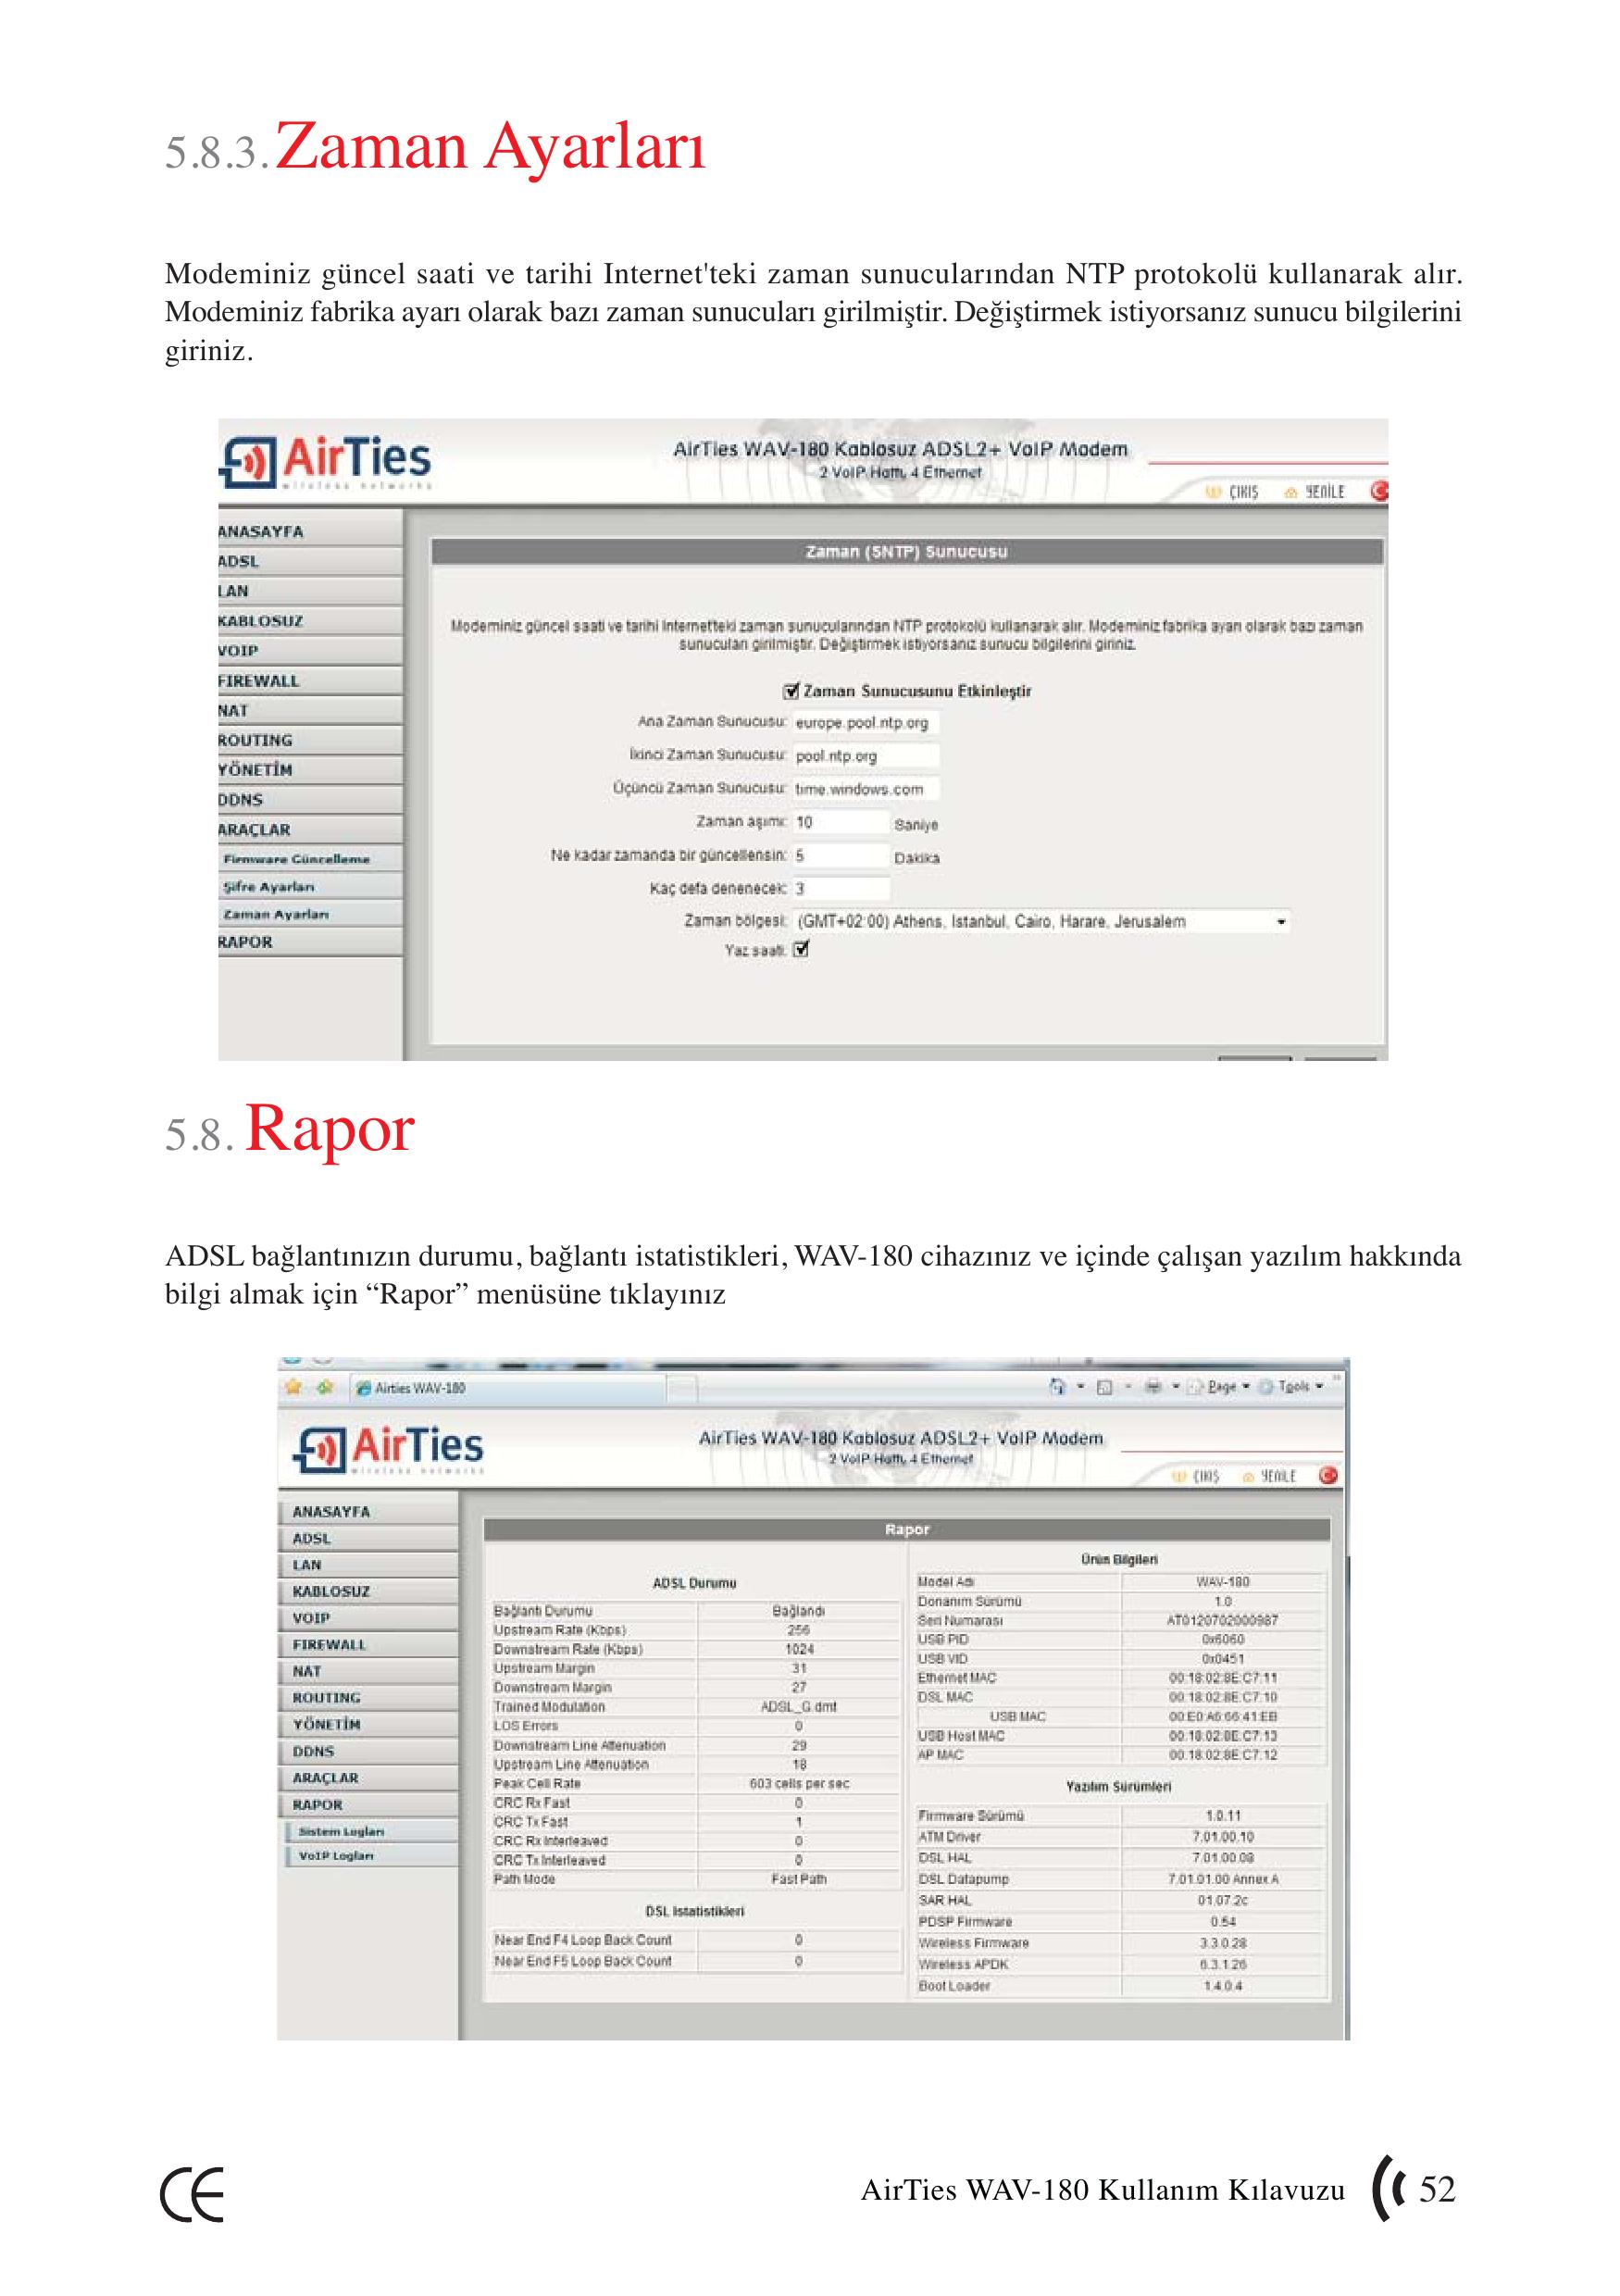 5.8.3. Zaman Ayarları
Modeminiz güncel saati ve tarihi Internet'teki zaman sunucularından NTP protokolü kullanarak alır.
Modeminiz fabrika ayarı olarak bazı zaman sunucuları girilmiştir. Değiştirmek istiyorsanız sunucu bilgilerini
giriniz.
AirTies
wireless networks
AirTies WAV-180 Kablosuz ADSL2+ VoIP Modem
2 VoIP Hattı, 4 Ethernet
ÇIKIŞ YENİLE
ANASAYFA
ADSL
LAN
KABLOSUZ
VOIP
FIREWALL
NAT
ROUTING
YÖNETİM
DDNS
ARAÇLAR
Firmware Güncelleme
Şifre Ayarları
Zaman Ayarları
RAPOR
Zaman (SNTP) Sunucusu
Modeminiz güncel saati ve tarihi Internet'teki zaman sunucularından NTP protokolü kullanarak alır. Modeminiz fabrika ayarı olarak bazı zaman
sunucuları girilmiştir. Değiştirmek istiyorsanız sunucu bilgilerini giriniz.
Zaman Sunucusunu Etkinleştir
Ana Zaman Sunucusu: europe.pool.ntp.org
İkinci Zaman Sunucusu: pool.ntp.org
Üçüncü Zaman Sunucusu: time.windows.com
Zaman aşımı: 10 Saniye
Ne kadar zamanda bir güncellensin: 5 Dakika
Kaç defa denenecek: 3
Zaman bölgesi: (GMT+02:00) Athens, Istanbul, Cairo, Harare, Jerusalem
Yaz saati:
5.8. Rapor
ADSL bağlantınızın durumu, bağlantı istatistikleri, WAV-180 cihazınız ve içinde çalışan yazılım hakkında
bilgi almak için “Rapor” menüsüne tıklayınız
Airties WAV-180
Page Tools
AirTies
wireless networks
AirTies WAV-180 Kablosuz ADSL2+ VoIP Modem
2 VoIP Hattı, 4 Ethernet
ÇIKIŞ YENİLE
ANASAYFA
ADSL
LAN
KABLOSUZ
VOIP
FIREWALL
NAT
ROUTING
YÖNETİM
DDNS
ARAÇLAR
RAPOR
Sistem Logları
VoIP Logları
Rapor
ADSL Durumu
Bağlantı Durumu Bağlandı
Upstream Rate (Kbps) 256
Downstream Rate (Kbps) 1024
Upstream Margin 31
Downstream Margin 27
Trained Modulation ADSL_G.dmt
LOS Errors 0
Downstream Line Attenuation 29
Upstream Line Attenuation 18
Peak Cell Rate 603 cells per sec
CRC Rx Fast 0
CRC Tx Fast 1
CRC Rx Interleaved 0
CRC Tx Interleaved 0
Path Mode Fast Path
DSL Istatistikleri
Near End F4 Loop Back Count 0
Near End F5 Loop Back Count 0
Ürün Bilgileri
Model Adı WAV-180
Donanım Sürümü 1.0
Seri Numarası AT0120702000987
USB PID 0x6060
USB VID 0x0451
Ethernet MAC 00:18:02:8E:C7:11
DSL MAC 00:18:02:8E:C7:10
USB MAC 00:E0:A6:66:41:EB
USB Host MAC 00:18:02:8E:C7:13
AP MAC 00:18:02:8E:C7:12
Yazılım Sürümleri
Firmware Sürümü 1.0.11
ATM Driver 7.01.00.10
DSL HAL 7.01.00.08
DSL Datapump 7.01.01.00 Annex A
SAR HAL 01.07.2c
PDSP Firmware 0.54
Wireless Firmware 3.3.0.28
Wireless APDK 6.3.1.26
Boot Loader 1.4.0.4
CE
AirTies WAV-180 Kullanım Kılavuzu 52